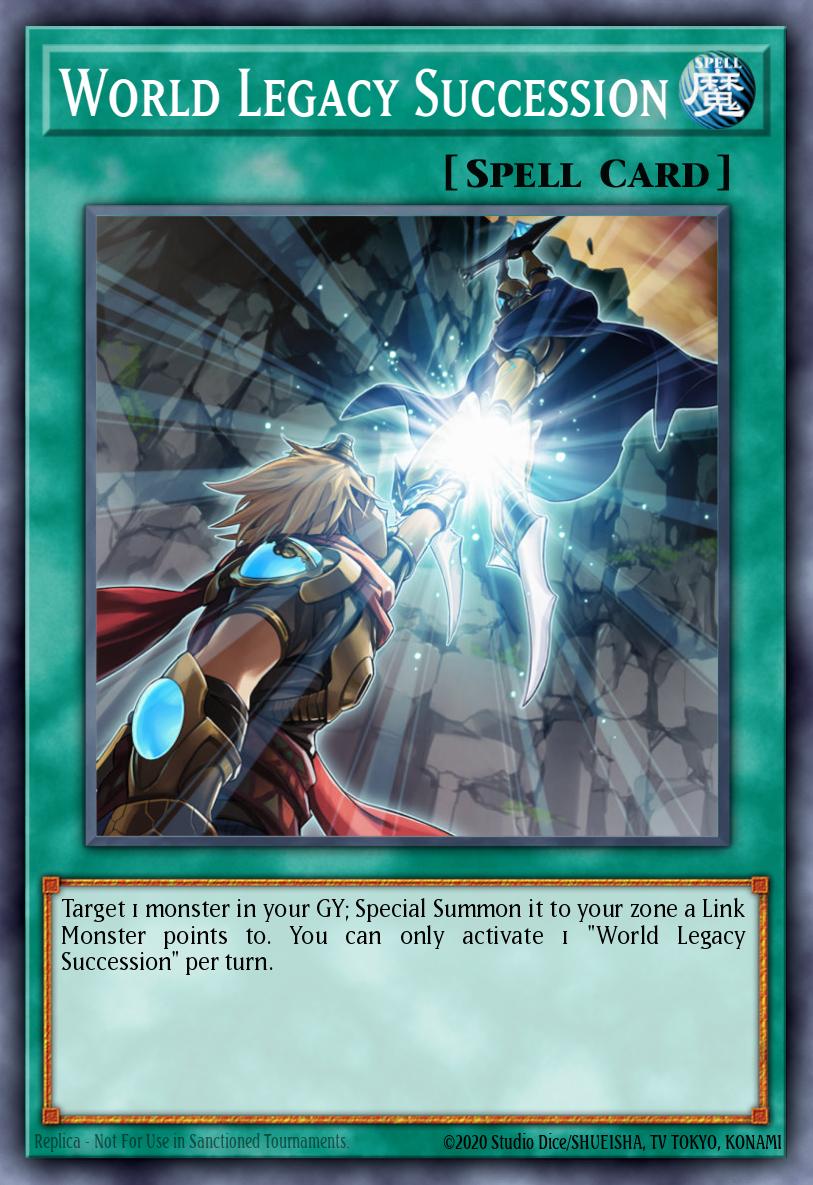 World Legacy Succession
SPELL
魔
[ Spell Card ]
Target 1 monster in your GY; Special Summon it to your zone a Link
Monster points to. You can only activate 1 "World Legacy
Succession" per turn.
Replica - Not For Use in Sanctioned Tournaments.
©2020 Studio Dice/SHUEISHA, TV TOKYO, KONAMI